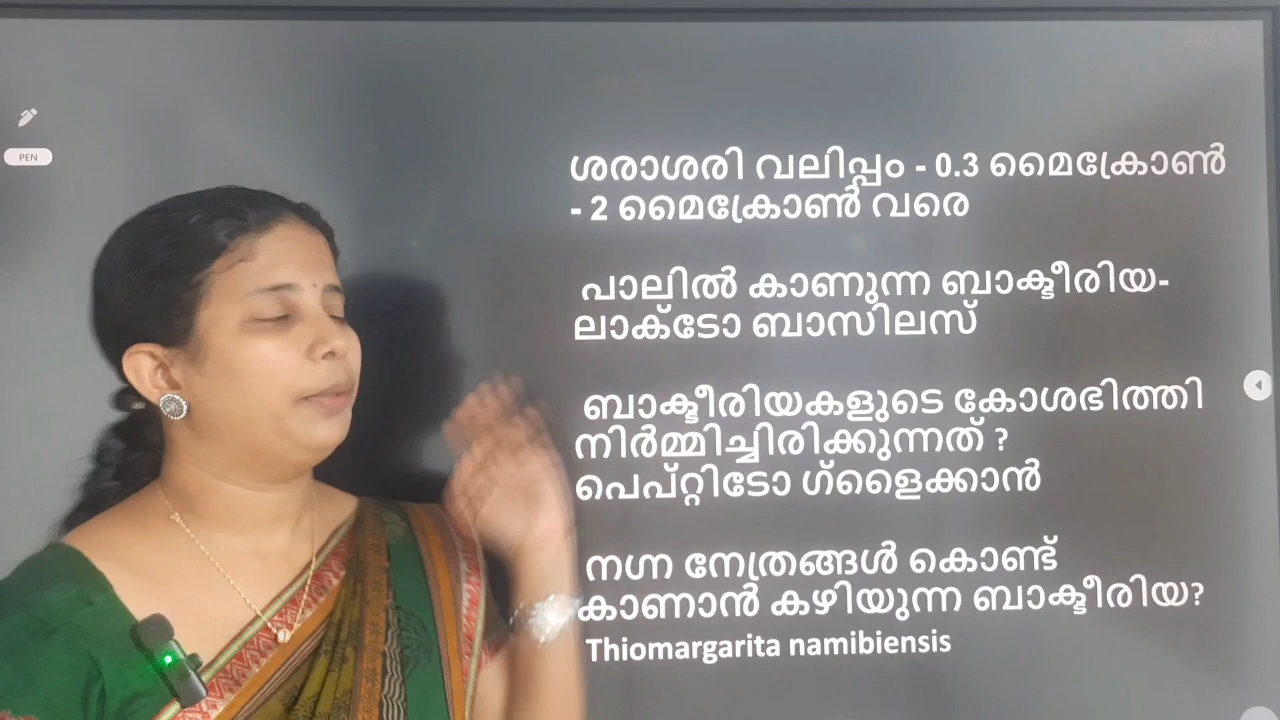 PEN
ശരാശരി വലിപ്പം - 0.3 മൈക്രോൺ
- 2 മൈക്രോൺ വരെ
പാലിൽ കാണുന്ന ബാക്ടീരിയ-
ലാക്ടോ ബാസിലസ്
ബാക്ടീരിയകളുടെ കോശഭിത്തി
നിർമ്മിച്ചിരിക്കുന്നത് ?
പെപ്റ്റിടോ ഗ്ളൈക്കാൻ
നഗ്ന നേത്രങ്ങൾ കൊണ്ട്
കാണാൻ കഴിയുന്ന ബാക്ടീരിയ?
Thiomargarita namibiensis